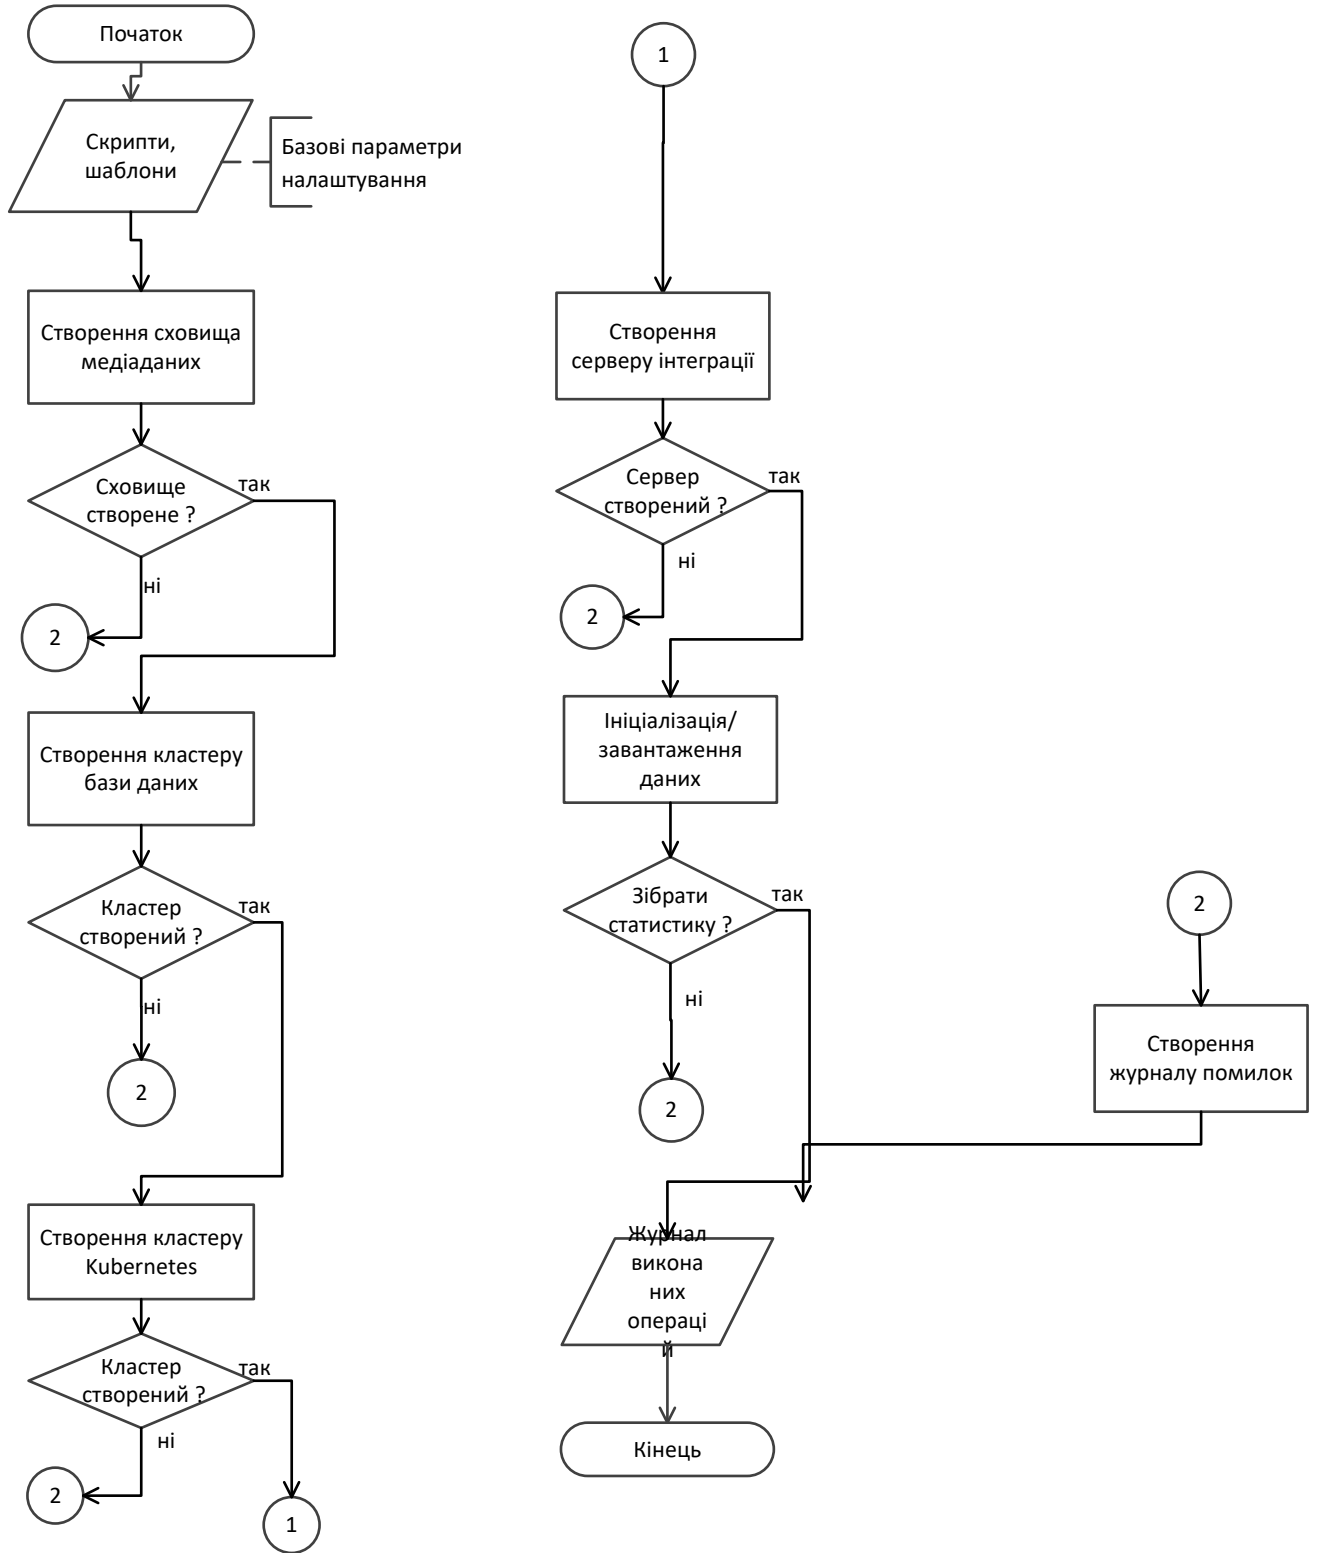 Початок
Скрипти,
шаблони
Базові параметри
налаштування
Створення сховища
медіаданих
Сховище
створене ?
так
ні
2
Створення кластеру
бази даних
Кластер
створений ?
так
ні
2
Створення кластеру
Kubernetes
Кластер
створений ?
так
ні
2
1
1
Створення
серверу інтеграції
Сервер
створений ?
так
ні
2
Ініціалізація/
завантаження
даних
Зібрати
статистику ?
так
ні
2
Журнал
викона
них
операці
й
Кінець
2
Створення
журналу помилок